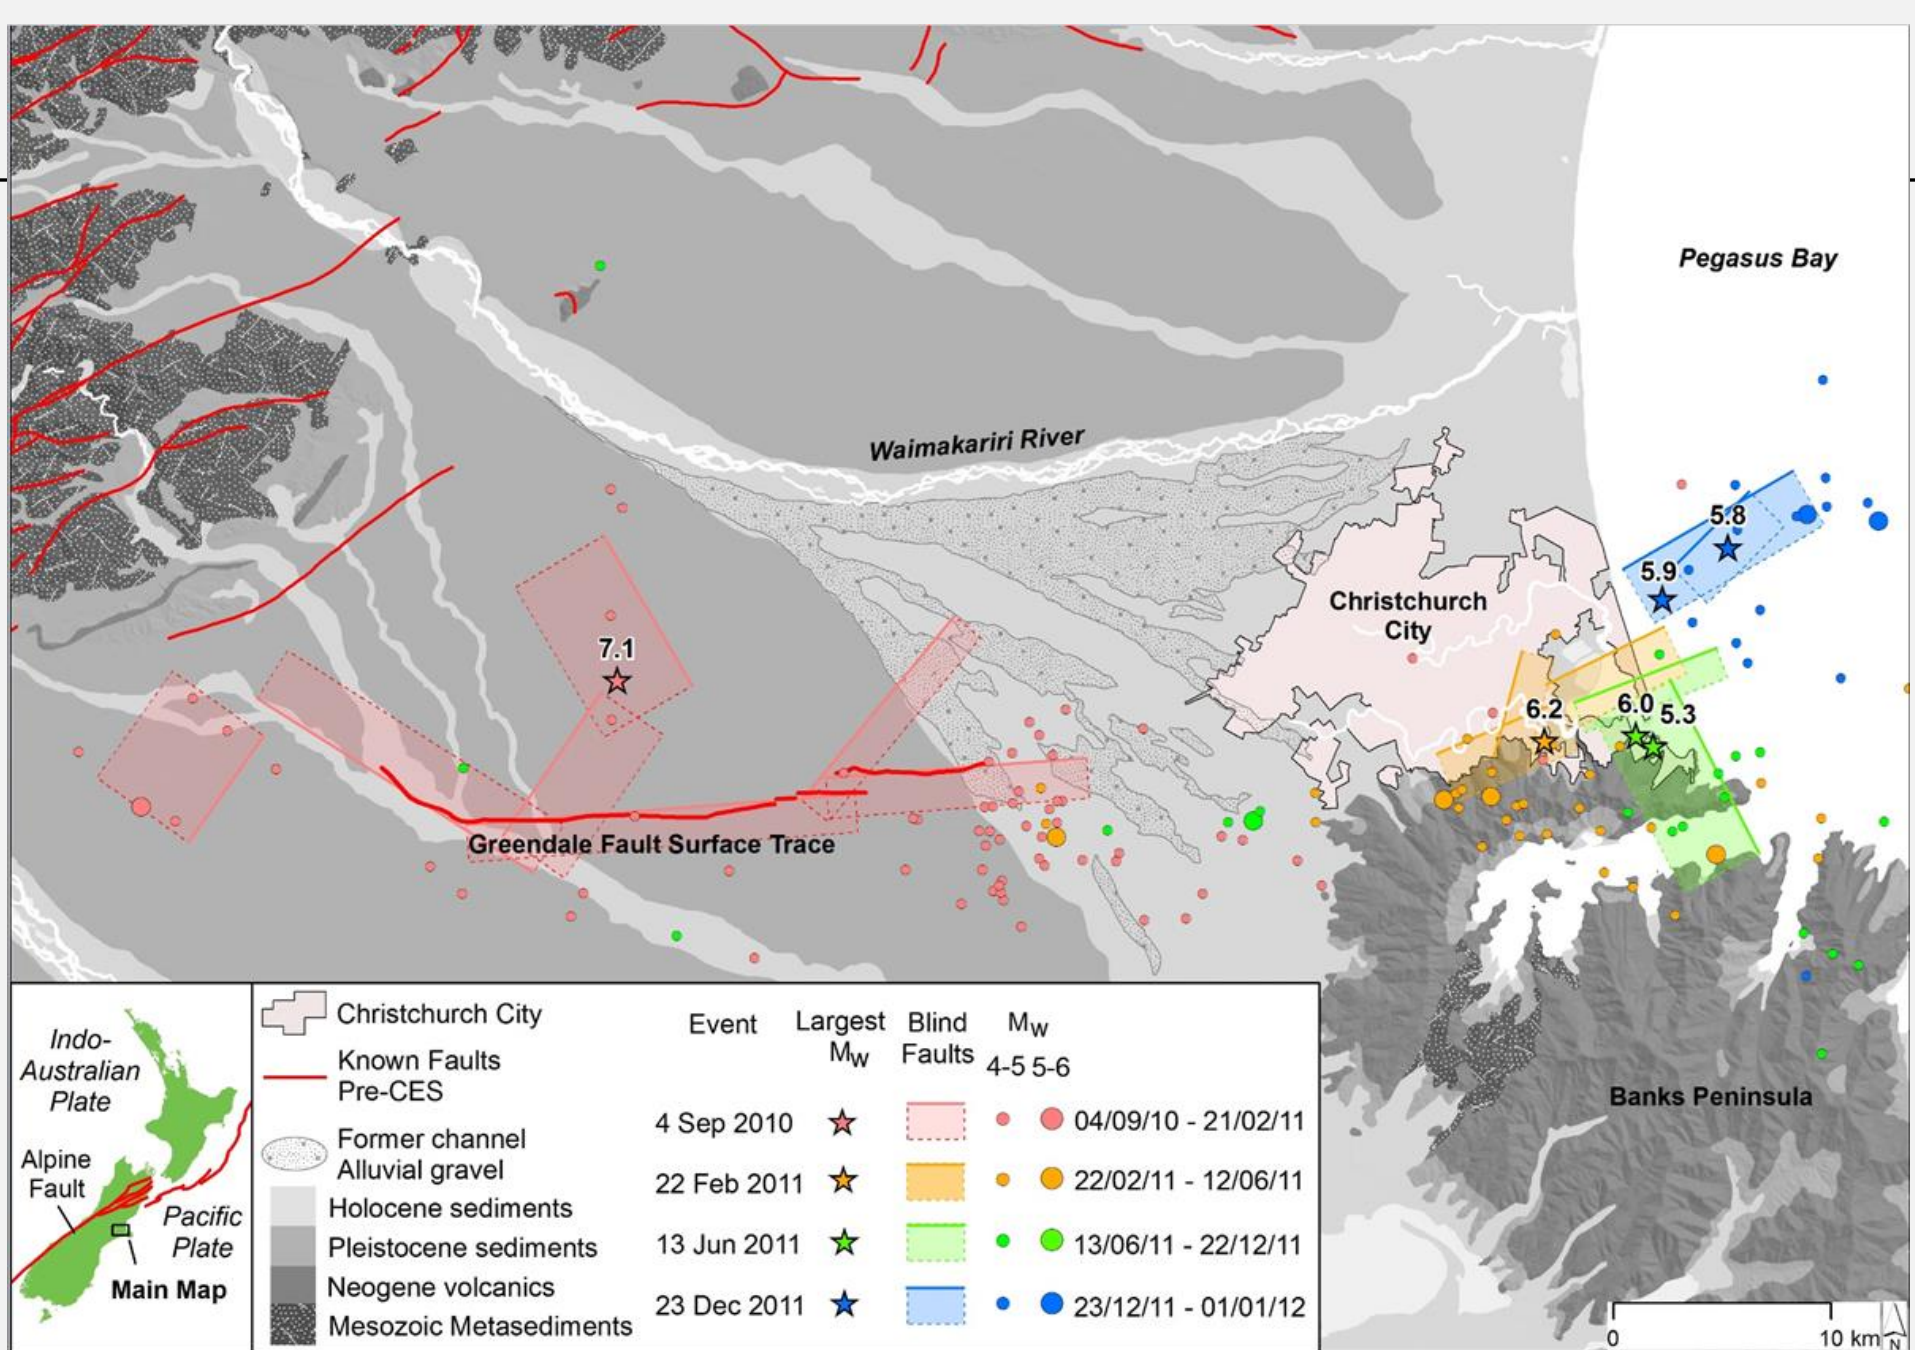 Pegasus Bay
Waimakariri River
5.8
5.9
Christchurch
City
7.1
6.2
6.0
5.3
Greendale Fault Surface Trace
Banks Peninsula
Indo-
Australian
Plate
Alpine
Fault
Pacific
Plate
Main Map
Christchurch City
Known Faults
Pre-CES
Former channel
Alluvial gravel
Holocene sediments
Pleistocene sediments
Neogene volcanics
Mesozoic Metasediments
Event
Largest
Mw
Blind
Faults
Mw
4-5 5-6
4 Sep 2010
04/09/10 - 21/02/11
22 Feb 2011
22/02/11 - 12/06/11
13 Jun 2011
13/06/11 - 22/12/11
23 Dec 2011
23/12/11 - 01/01/12
0
10 km
N